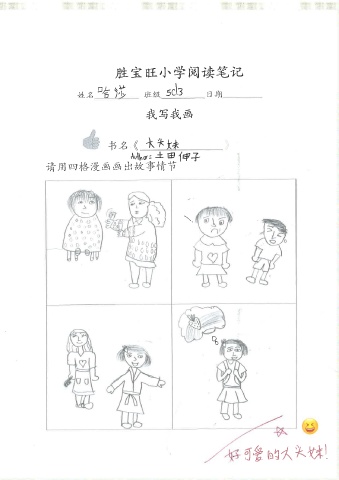 胜宝旺小学阅读笔记
姓名 哈莎 班级 5c13 日期
我写我画
书名《大头妹》
土田伸子
请用四格漫画画出故事情节
好可爱的大头妹!